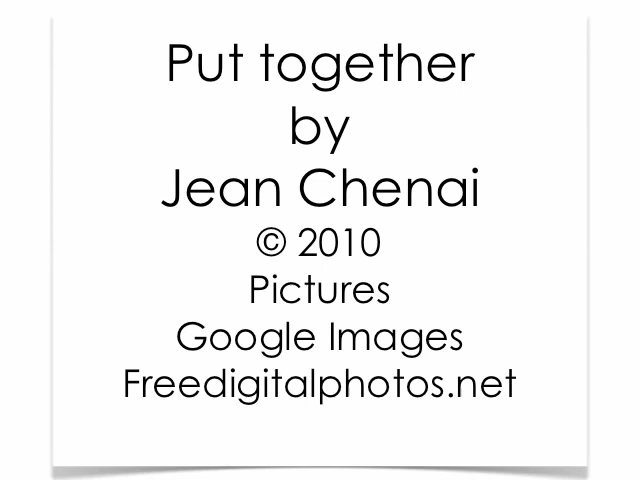 Put together
by
Jean Chenai
© 2010
Pictures
Google Images
Freedigitalphotos.net